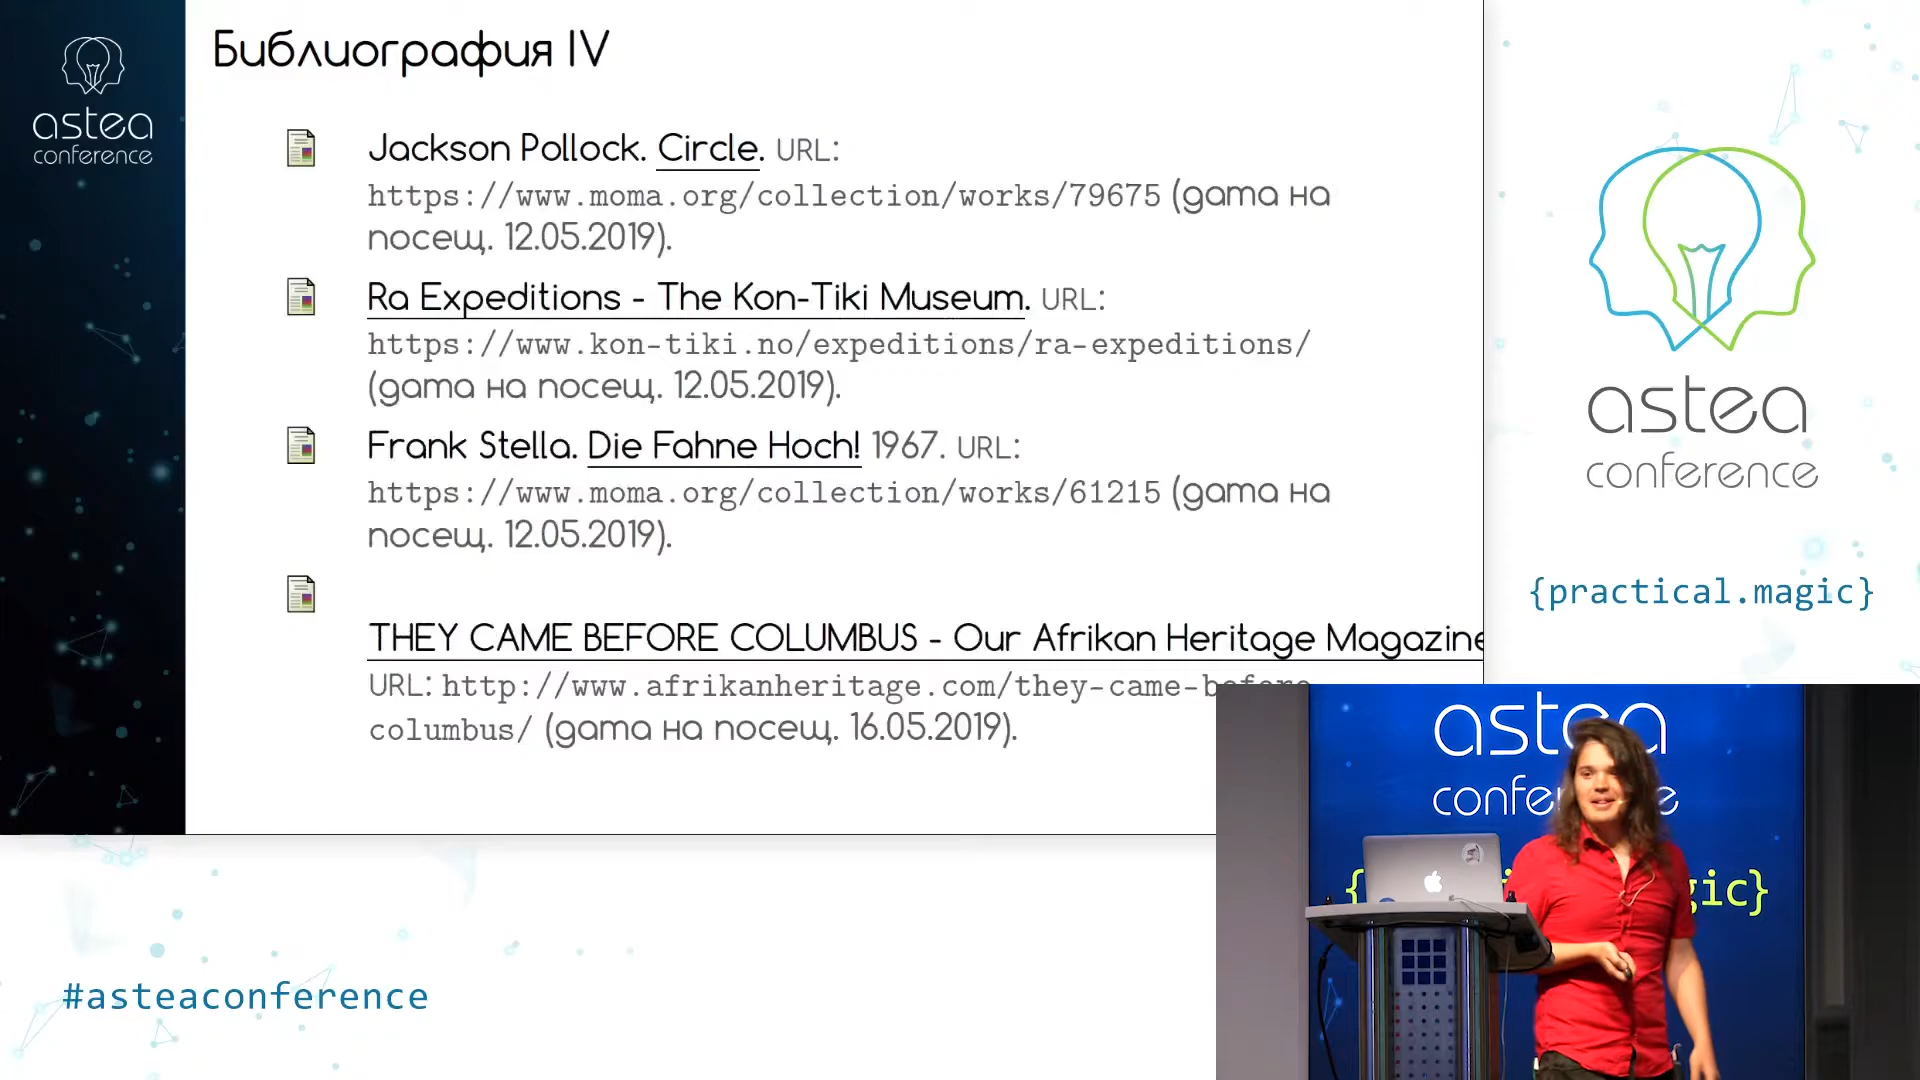 astea
conference
Библиография IV
Jackson Pollock. Circle. URL:
https://www.moma.org/collection/works/79675 (дата на
посещ. 12.05.2019).
Ra Expeditions - The Kon-Tiki Museum. URL:
https://www.kon-tiki.no/expeditions/ra-expeditions/
(дата на посещ. 12.05.2019).
Frank Stella. Die Fahne Hoch! 1967. URL:
https://www.moma.org/collection/works/61215 (дата на
посещ. 12.05.2019).
THEY CAME BEFORE COLUMBUS - Our Afrikan Heritage Magazine
URL: http://www.afrikanheritage.com/they-came-before-
columbus/ (дата на посещ. 16.05.2019).
astea
conference
{practical.magic}
#asteaconference